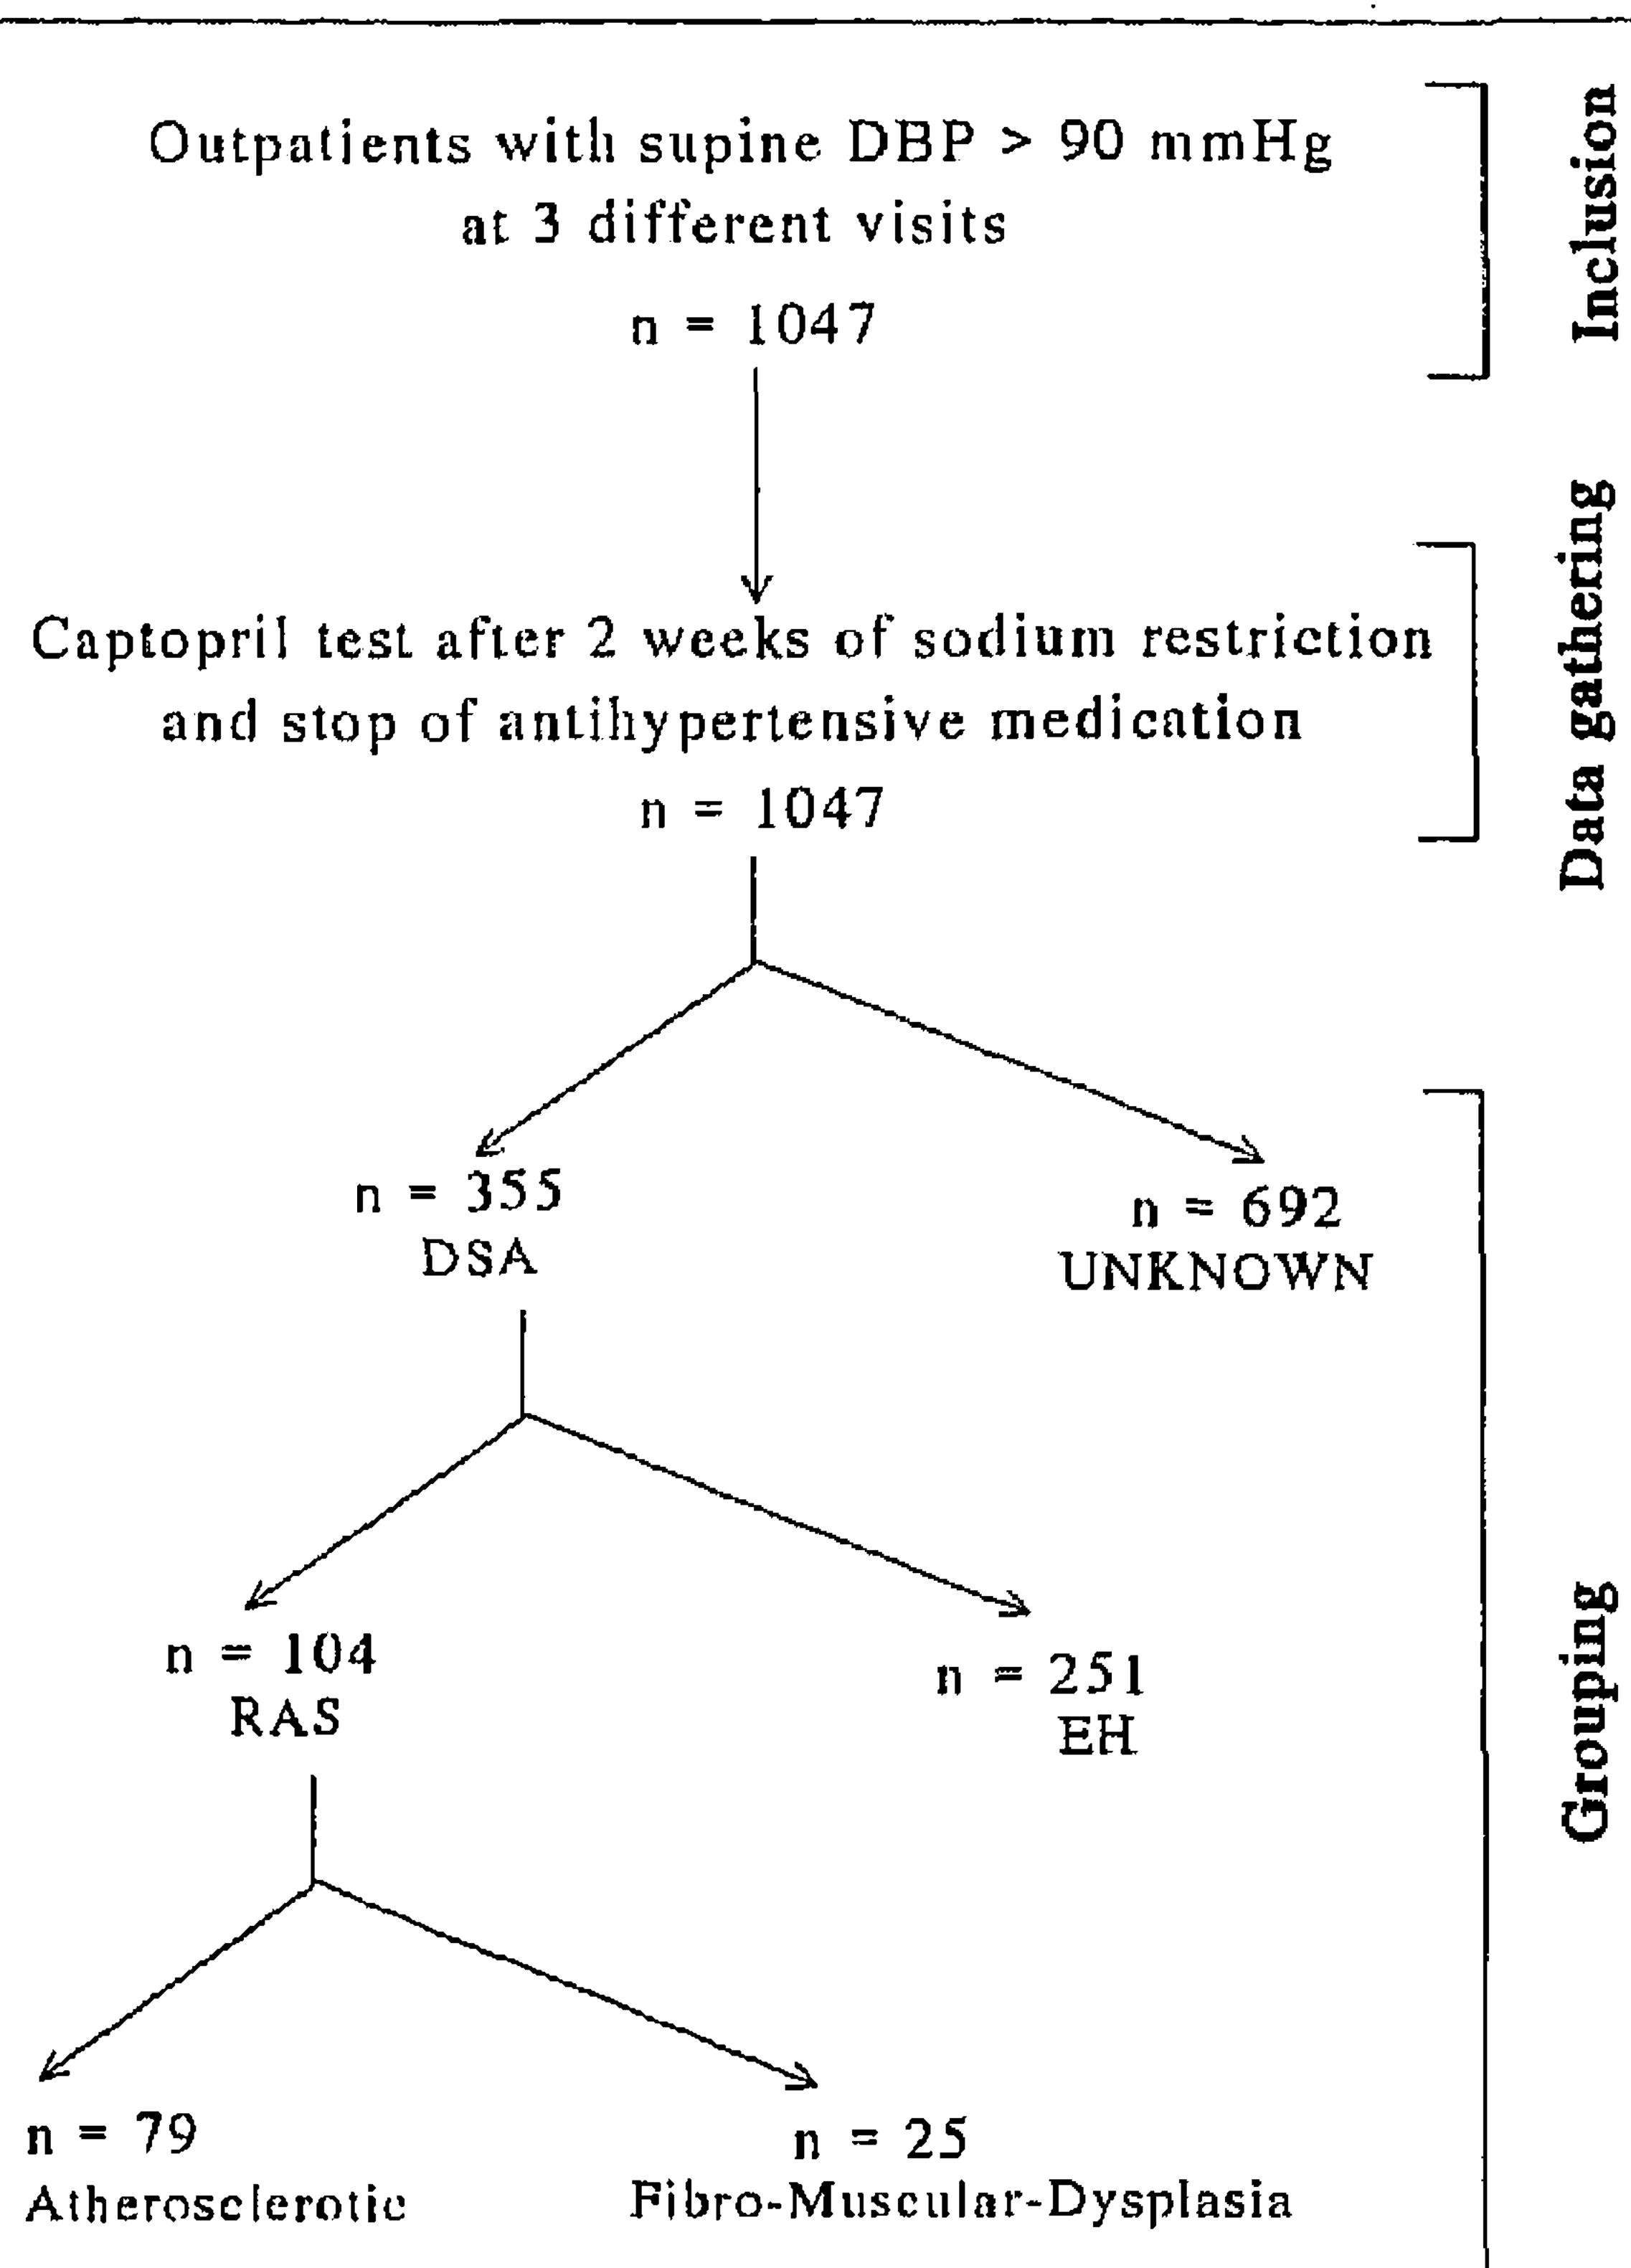 Outpatients with supine DBP > 90 mmHg
at 3 different visits
n = 1047
Inclusion
Captopril test after 2 weeks of sodium restriction
and stop of antihypertensive medication
n = 1047
Data gathering
n = 355
DSA
n = 692
UNKNOWN
n = 104
RAS
n = 251
EH
Grouping
n = 79
Atherosclerotic
n = 25
Fibro-Muscular-Dysplasia